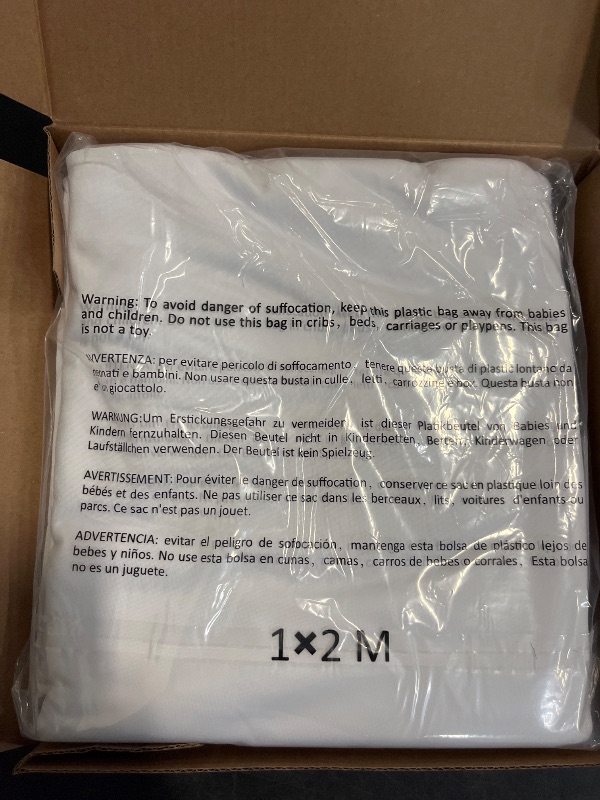 Warning: To avoid danger of suffocation, keep this plastic bag away from babies
and children. Do not use this bag in cribs, beds, carriages or playpens. This bag
is not a toy.
AVVERTENZA: per evitare pericolo di soffocamento, tenere questa busta di plastic lontano da
neonati e bambini. Non usare questa busta in culle, letti, carrozzine e box. Questa busta non
è un giocattolo.
WARNUNG:Um Erstickungsgefahr zu vermeiden, ist dieser Platikbeutel von Babies und
Kindern fernzuhalten. Diesen Beutel nicht in Kinderbetten, Betten, Kinderwagen oder
Laufställchen verwenden. Der Beutel ist kein Spielzeug.
AVERTISSEMENT: Pour éviter le danger de suffocation, conserver ce sac en plastique loin des
bébés et des enfants. Ne pas utiliser ce sac dans les berceaux, lits, voitures d'enfants ou
parcs. Ce sac n'est pas un jouet.
ADVERTENCIA: evitar el peligro de sofocación, mantenga esta bolsa de plástico lejos de
bebes y niños. No use esta bolsa en cunas, camas, carros de bebes o corrales, Esta bolsa
no es un juguete.
1×2 M